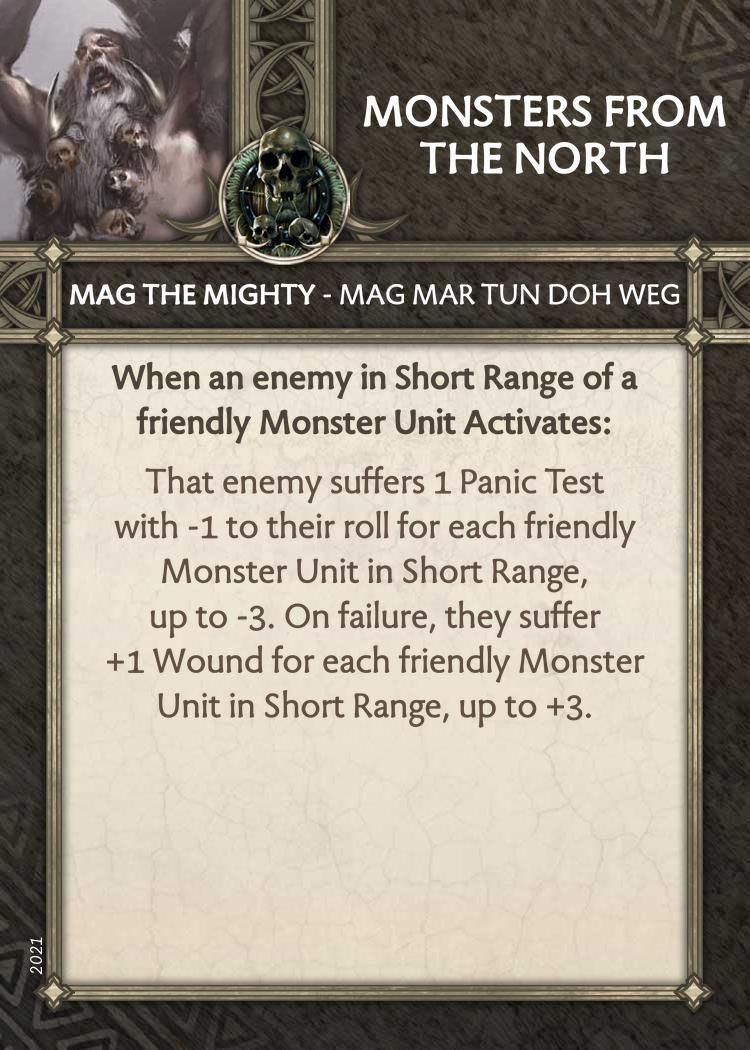 MONSTERS FROM
THE NORTH
MAG THE MIGHTY - MAG MAR TUN DOH WEG
When an enemy in Short Range of a
friendly Monster Unit Activates:
That enemy suffers 1 Panic Test
with -1 to their roll for each friendly
Monster Unit in Short Range,
up to -3. On failure, they suffer
+1 Wound for each friendly Monster
Unit in Short Range, up to +3.
2021